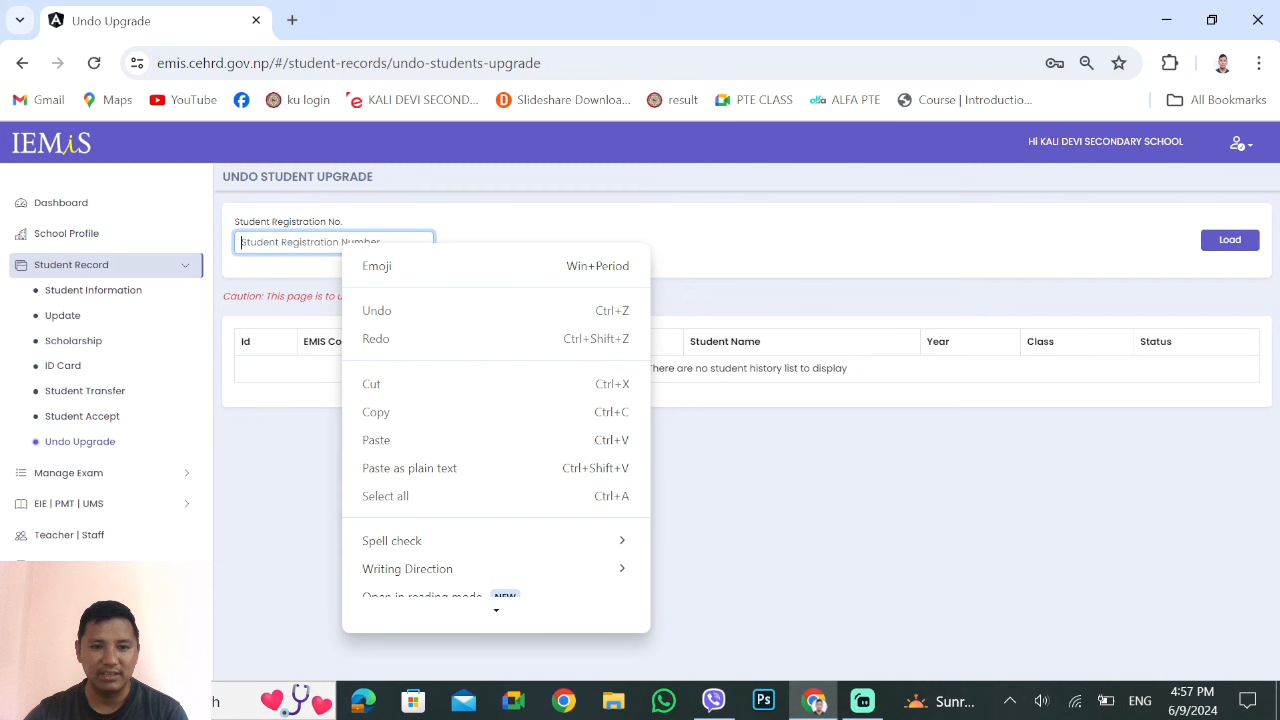 Undo Upgrade
emis.cehrd.gov.np/#/student-records/undo-students-upgrade
Gmail
Maps
YouTube
ku login
KALI DEVI SECOND...
Slideshare Downloa...
result
PTE CLASS
ALFA PTE
Course | Introductio...
All Bookmarks
IEMiS
Hi KALI DEVI SECONDARY SCHOOL
Dashboard
School Profile
Student Record
Student Information
Update
Scholarship
ID Card
Student Transfer
Student Accept
Undo Upgrade
Manage Exam
EIE | PMT | UMS
Teacher | Staff
UNDO STUDENT UPGRADE
Student Registration No.
Student Registration Number
Load
Caution: This page is to
Id
EMIS Co
Student Name
Year
Class
Status
There are no student history list to display
Emoji Win+Period
Undo Ctrl+Z
Redo Ctrl+Shift+Z
Cut Ctrl+X
Copy Ctrl+C
Paste Ctrl+V
Paste as plain text Ctrl+Shift+V
Select all Ctrl+A
Spell check
Writing Direction
Open in reading mode NEW
h
Ps
Sunr...
ENG
4:57 PM
6/9/2024